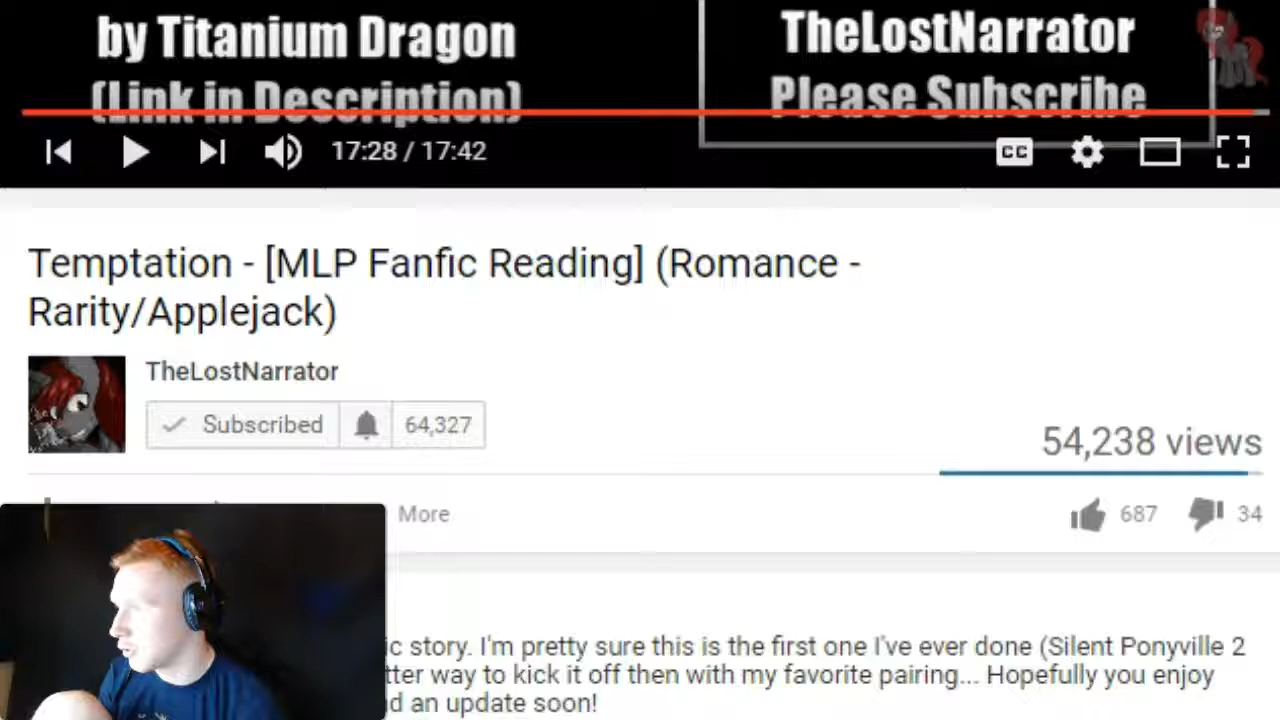 by Titanium Dragon
(Link in Description)
TheLostNarrator
Please Subscribe
17:28 / 17:42
CC
Temptation - [MLP Fanfic Reading] (Romance -
Rarity/Applejack)
TheLostNarrator
Subscribed
64,327
54,238 views
More
687
34
ic story. I'm pretty sure this is the first one I've ever done (Silent Ponyville 2
tter way to kick it off then with my favorite pairing... Hopefully you enjoy
d an update soon!